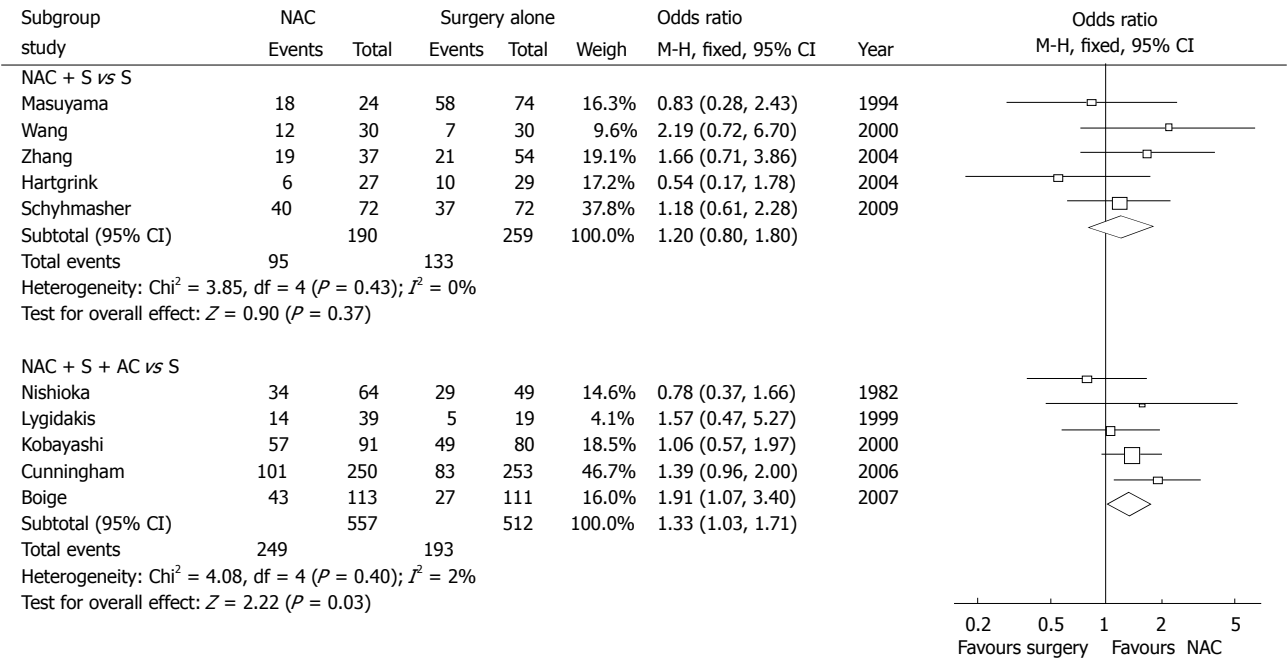 Subgroup NAC Surgery alone Odds ratio Odds ratio
study Events Total Events Total Weigh M-H, fixed, 95% CI Year M-H, fixed, 95% CI
NAC + S vs S
Masuyama 18 24 58 74 16.3% 0.83 (0.28, 2.43) 1994
Wang 12 30 7 30 9.6% 2.19 (0.72, 6.70) 2000
Zhang 19 37 21 54 19.1% 1.66 (0.71, 3.86) 2004
Hartgrink 6 27 10 29 17.2% 0.54 (0.17, 1.78) 2004
Schyhmasher 40 72 37 72 37.8% 1.18 (0.61, 2.28) 2009
Subtotal (95% CI) 190 259 100.0% 1.20 (0.80, 1.80)
Total events 95 133
Heterogeneity: Chi² = 3.85, df = 4 (P = 0.43); I² = 0%
Test for overall effect: Z = 0.90 (P = 0.37)
NAC + S + AC vs S
Nishioka 34 64 29 49 14.6% 0.78 (0.37, 1.66) 1982
Lygidakis 14 39 5 19 4.1% 1.57 (0.47, 5.27) 1999
Kobayashi 57 91 49 80 18.5% 1.06 (0.57, 1.97) 2000
Cunningham 101 250 83 253 46.7% 1.39 (0.96, 2.00) 2006
Boige 43 113 27 111 16.0% 1.91 (1.07, 3.40) 2007
Subtotal (95% CI) 557 512 100.0% 1.33 (1.03, 1.71)
Total events 249 193
Heterogeneity: Chi² = 4.08, df = 4 (P = 0.40); I² = 2%
Test for overall effect: Z = 2.22 (P = 0.03)
0.2 0.5 1 2 5
Favours surgery Favours NAC